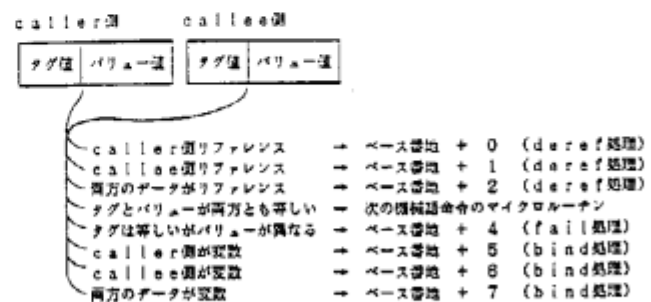 caller側 callee側
タグ値 バリュー値 タグ値 バリュー値
caller側リファレンス → ベース番地 + 0 (deref処理)
callee側リファレンス → ベース番地 + 1 (deref処理)
両方のデータがリファレンス → ベース番地 + 2 (deref処理)
タグとバリューが両方とも等しい → 次の機械語命令のマイクロルーチン
タグは等しいがバリューが異なる → ベース番地 + 4 (fail処理)
caller側が変数 → ベース番地 + 5 (bind処理)
callee側が変数 → ベース番地 + 6 (bind処理)
両方のデータが変数 → ベース番地 + 7 (bind処理)